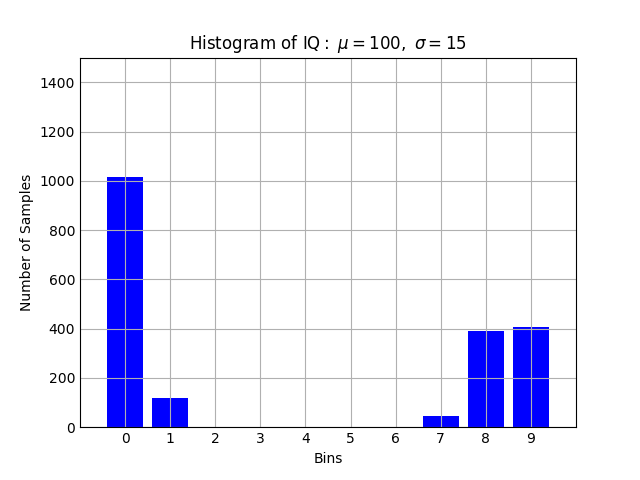 Histogram of IQ : μ = 100, σ = 15
1400
1200
1000
800
600
400
200
0
Number of Samples
0 1 2 3 4 5 6 7 8 9
Bins